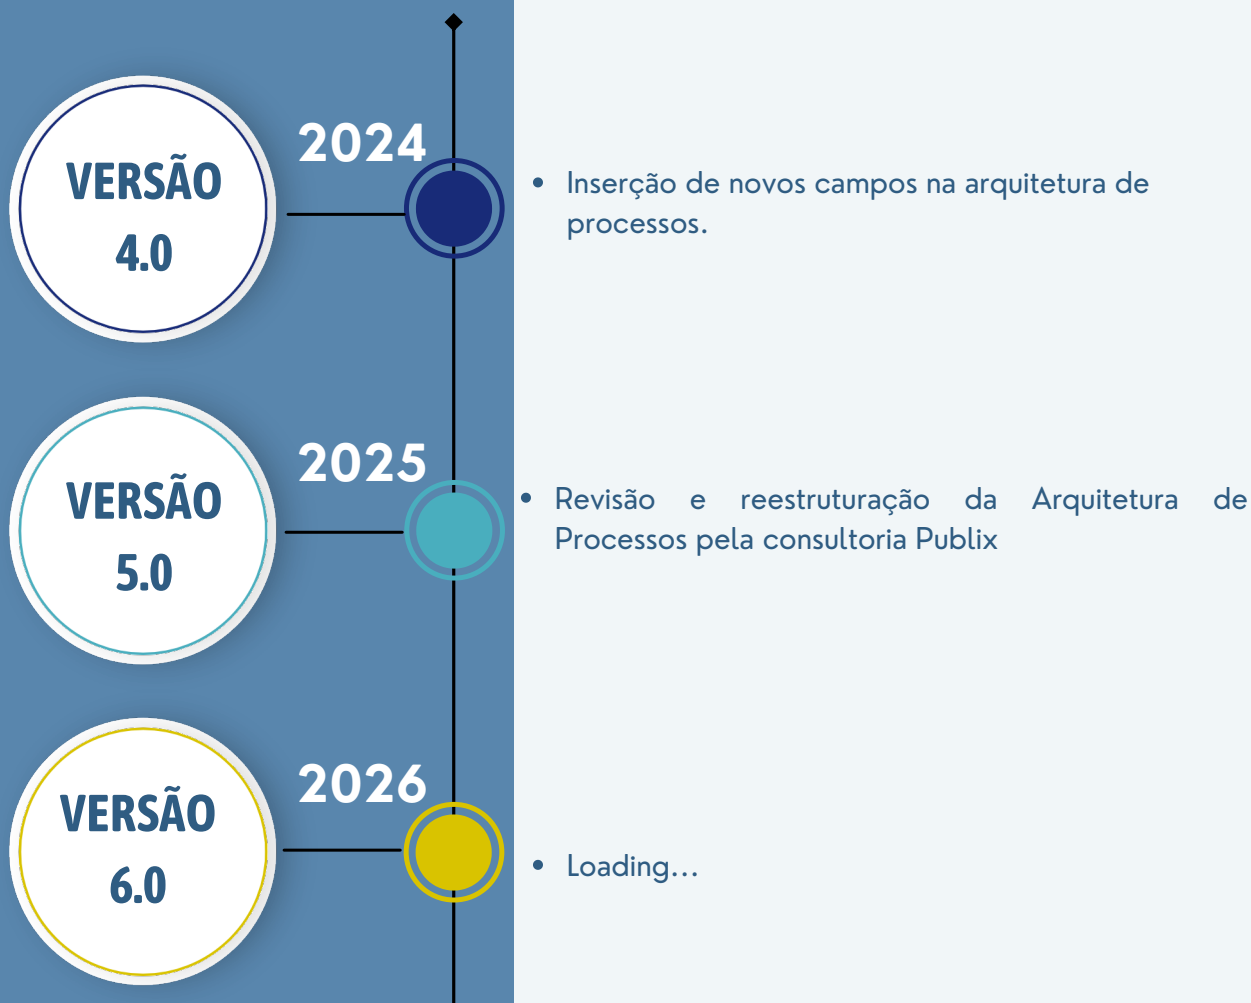 VERSÃO
4.0
2024
• Inserção de novos campos na arquitetura de
processos.
VERSÃO
5.0
2025
• Revisão e reestruturação da Arquitetura de
Processos pela consultoria Publix
VERSÃO
6.0
2026
• Loading...